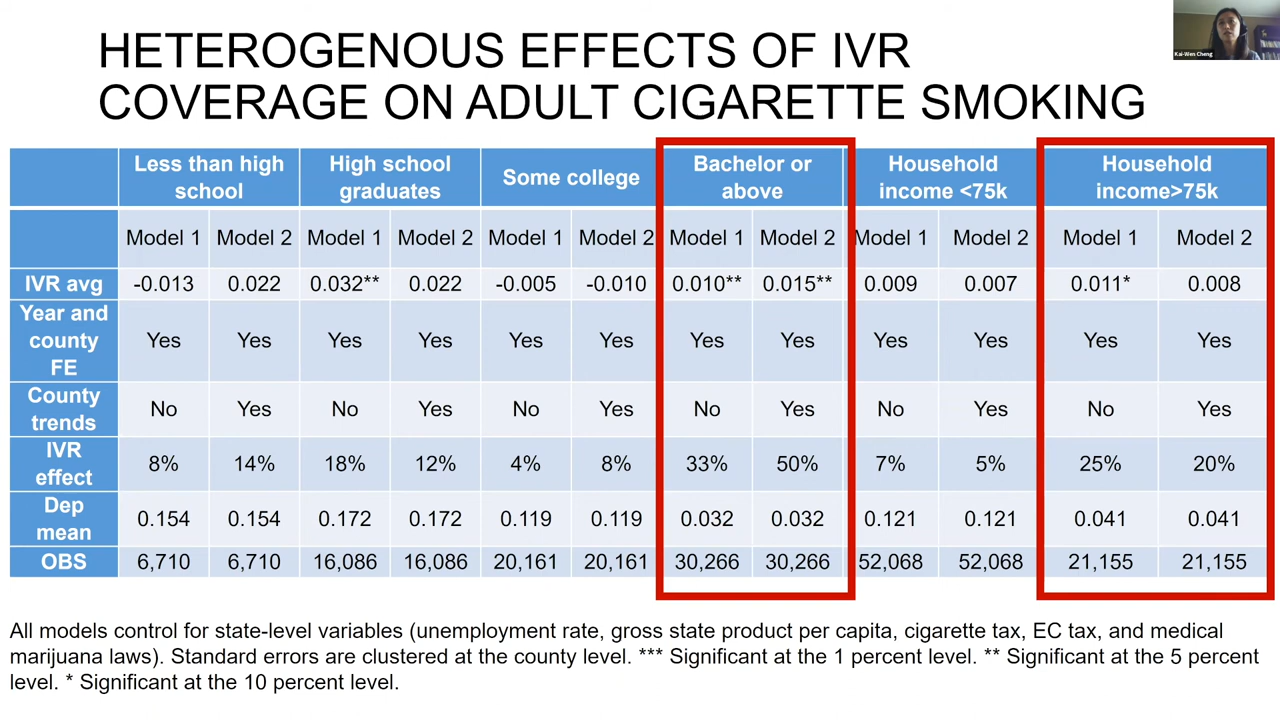 HETEROGENOUS EFFECTS OF IVR
COVERAGE ON ADULT CIGARETTE SMOKING
Kai-Wen Cheng
Less than high school High school graduates Some college Bachelor or above Household income <75k Household income>75k
Model 1 Model 2 Model 1 Model 2 Model 1 Model 2 Model 1 Model 2 Model 1 Model 2 Model 1 Model 2
IVR avg -0.013 0.022 0.032** 0.022 -0.005 -0.010 0.010** 0.015** 0.009 0.007 0.011* 0.008
Year and county FE Yes Yes Yes Yes Yes Yes Yes Yes Yes Yes Yes Yes
County trends No Yes No Yes No Yes No Yes No Yes No Yes
IVR effect 8% 14% 18% 12% 4% 8% 33% 50% 7% 5% 25% 20%
Dep mean 0.154 0.154 0.172 0.172 0.119 0.119 0.032 0.032 0.121 0.121 0.041 0.041
OBS 6,710 6,710 16,086 16,086 20,161 20,161 30,266 30,266 52,068 52,068 21,155 21,155
All models control for state-level variables (unemployment rate, gross state product per capita, cigarette tax, EC tax, and medical
marijuana laws). Standard errors are clustered at the county level. *** Significant at the 1 percent level. ** Significant at the 5 percent
level. * Significant at the 10 percent level.